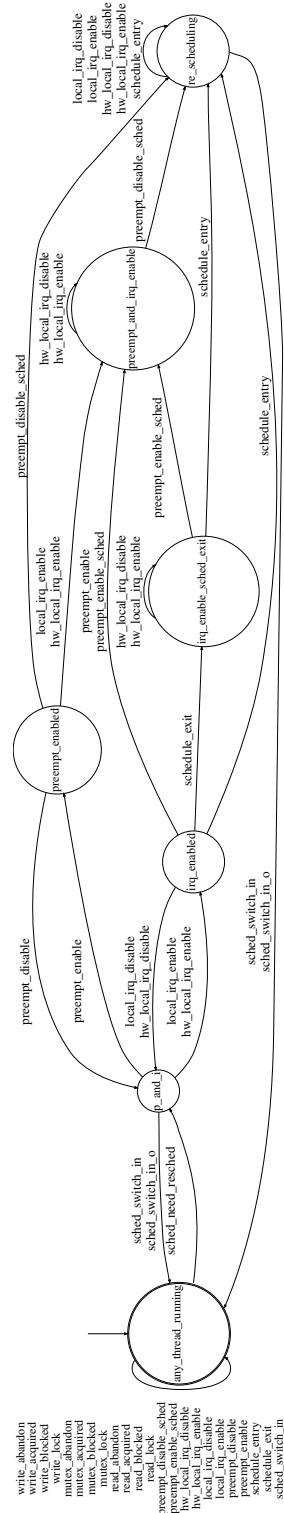 write_abandon
write_acquired
write_blocked
write_lock
mutex_abandon
mutex_acquired
mutex_blocked
mutex_lock
read_abandon
read_acquired
read_blocked
read_lock
preempt_disable_sched
preempt_enable_sched
hw_local_irq_disable
hw_local_irq_enable
local_irq_disable
local_irq_enable
preempt_disable
preempt_enable
schedule_entry
schedule_exit
sched_switch_in
any_thread_running
sched_switch_in
sched_switch_in_o
sched_need_resched
p_and_i
preempt_disable
preempt_enable
local_irq_disable
hw_local_irq_disable
local_irq_enable
hw_local_irq_enable
preempt_enabled
irq_enabled
sched_switch_in
sched_switch_in_o
preempt_disable_sched
local_irq_enable
hw_local_irq_enable
preempt_enable
preempt_enable_sched
schedule_exit
hw_local_irq_disable
hw_local_irq_enable
irq_enable_sched_exit
schedule_entry
preempt_enable_sched
hw_local_irq_disable
hw_local_irq_enable
preempt_and_irq_enable
preempt_disable_sched
schedule_entry
local_irq_disable
local_irq_enable
hw_local_irq_disable
hw_local_irq_enable
schedule_entry
re_scheduling